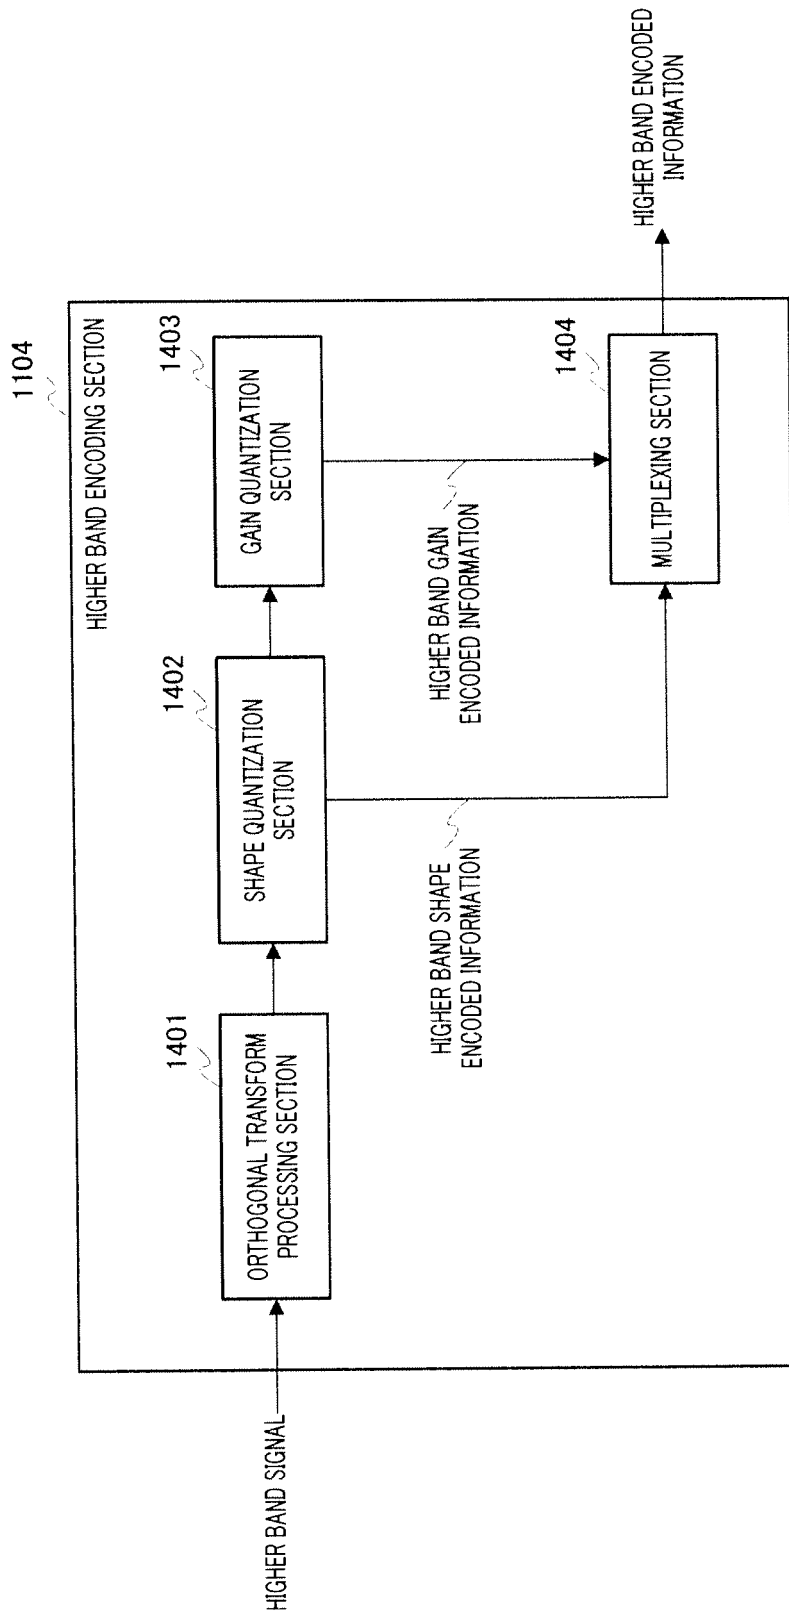 1104
HIGHER BAND ENCODING SECTION
1401
1402
1403
HIGHER BAND SIGNAL
ORTHOGONAL TRANSFORM
PROCESSING SECTION
SHAPE QUANTIZATION
SECTION
GAIN QUANTIZATION
SECTION
HIGHER BAND SHAPE
ENCODED INFORMATION
HIGHER BAND GAIN
ENCODED INFORMATION
1404
MULTIPLEXING SECTION
HIGHER BAND ENCODED
INFORMATION